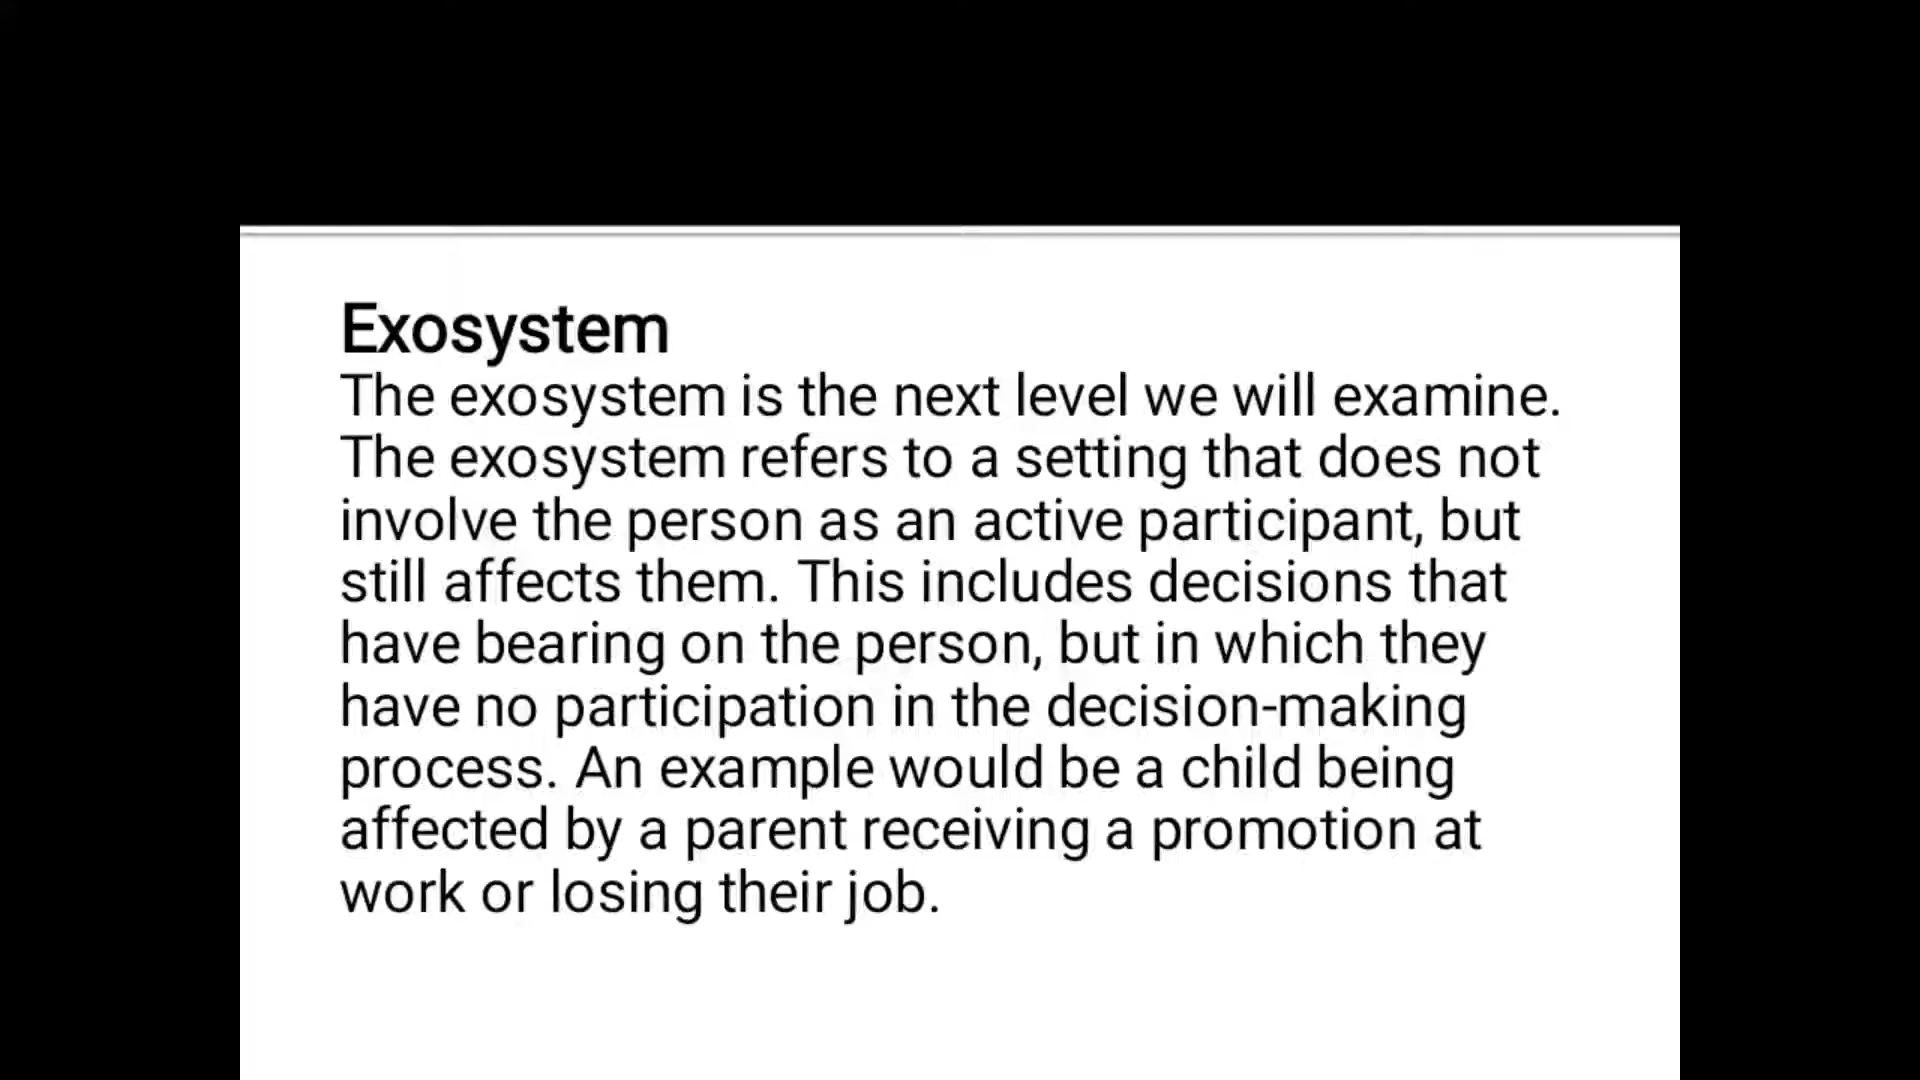 Exosystem
The exosystem is the next level we will examine.
The exosystem refers to a setting that does not
involve the person as an active participant, but
still affects them. This includes decisions that
have bearing on the person, but in which they
have no participation in the decision-making
process. An example would be a child being
affected by a parent receiving a promotion at
work or losing their job.